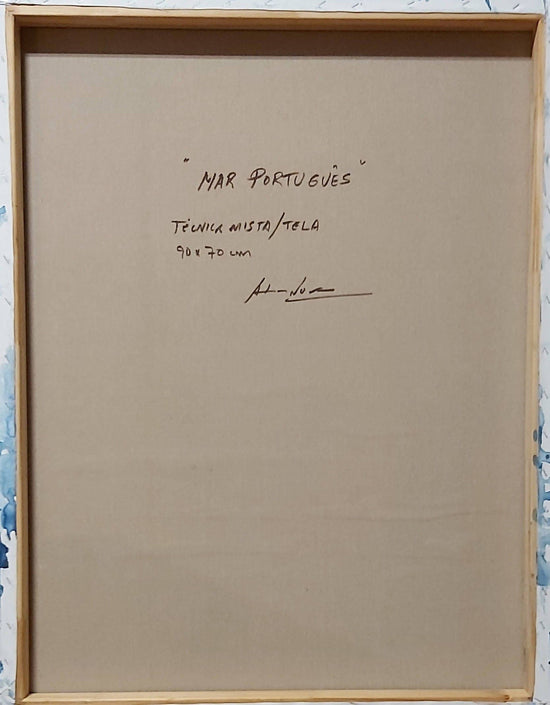 "MAR PORTUGUÊS"
TÉCNICA MISTA/TELA
90 x 70 cm